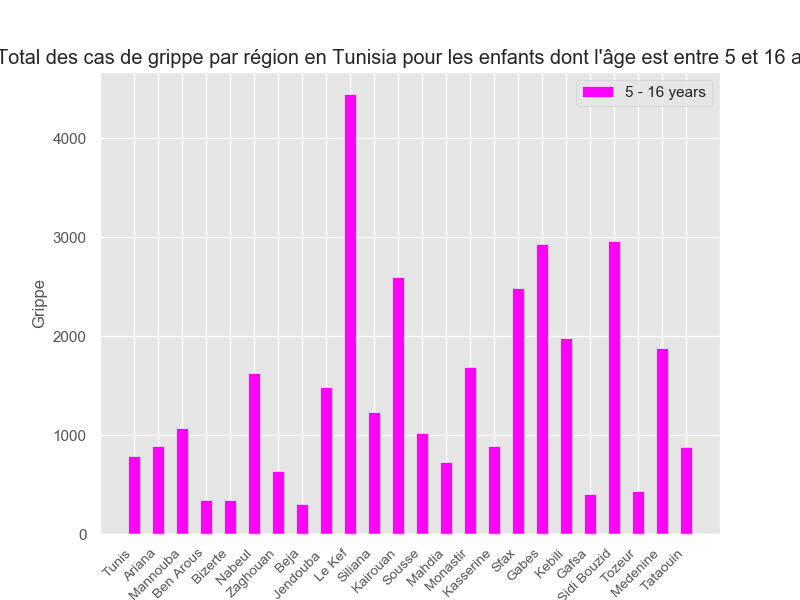 Total des cas de grippe par région en Tunisia pour les enfants dont l'âge est entre 5 et 16 a
5 - 16 years
Grippe
4000
3000
2000
1000
0
Tunis
Ariana
Mannouba
Ben Arous
Bizerte
Nabeul
Zaghouan
Beja
Jendouba
Le Kef
Siliana
Kairouan
Sousse
Mahdia
Monastir
Kasserine
Sfax
Gabes
Kebili
Gafsa
Sidi Bouzid
Tozeur
Medenine
Tataouin